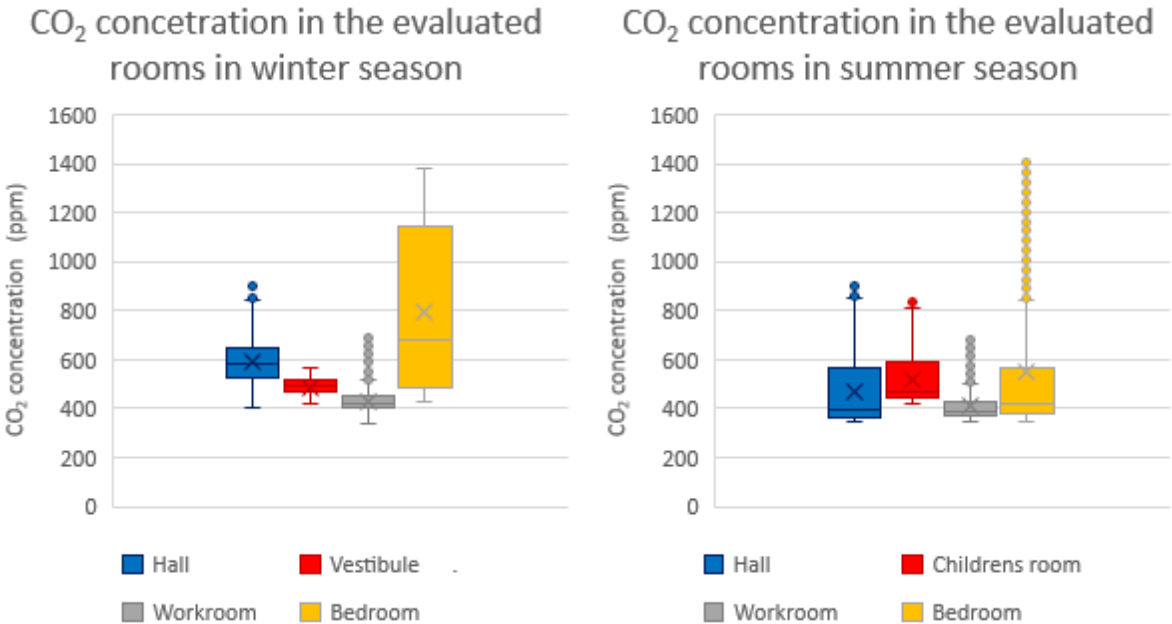 CO₂ concetration in the evaluated
rooms in winter season
1600
1400
1200
1000
800
600
400
200
0
CO₂ concentration (ppm)
Hall
Vestibule .
Workroom
Bedroom
CO₂ concentration in the evaluated
rooms in summer season
1600
1400
1200
1000
800
600
400
200
0
CO₂ concentration (ppm)
Hall
Childrens room
Workroom
Bedroom